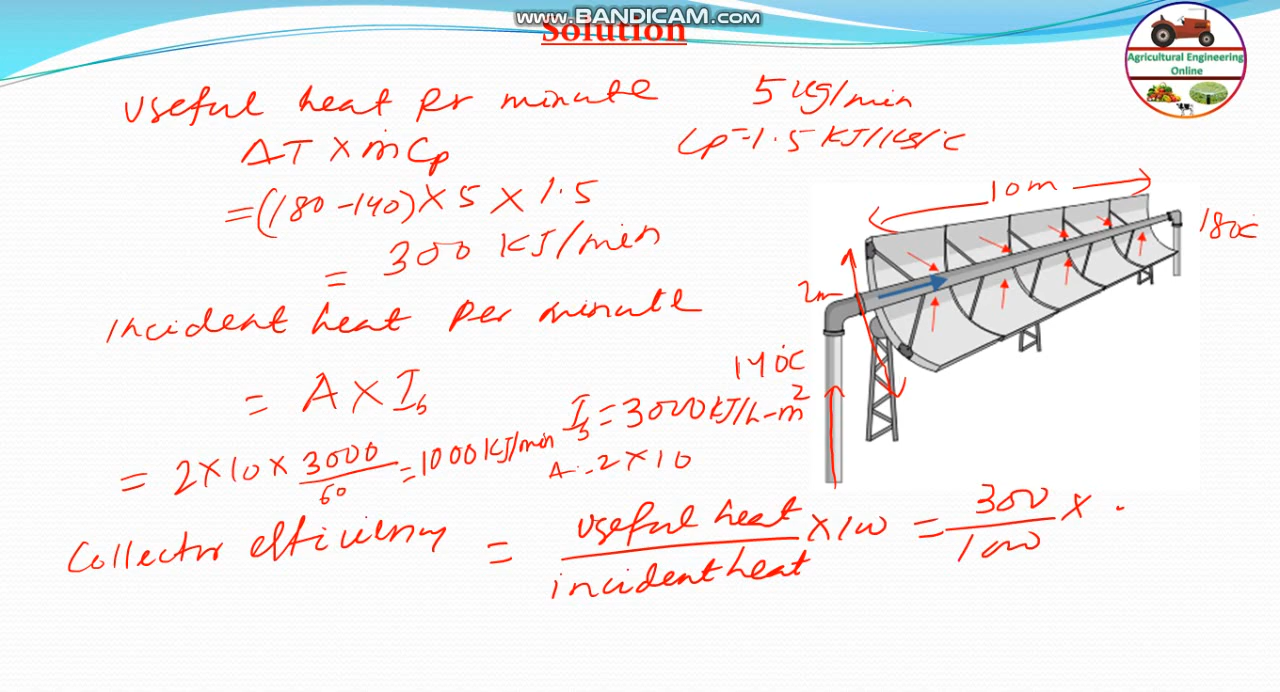 www.BANDICAM.com
Solution
Agricultural Engineering
Online
Useful heat per minute
ΔT × ṁCp
= (180 - 140) × 5 × 1.5
= 300 KJ/min
5 kg/min
Cp = 1.5 KJ/kg/°C
10m
180°C
2m
140°C
Incident heat per minute
= A × Ib
Ib = 3000 KJ/h-m²
= 2 × 10 × 3000/60 = 1000 KJ/min
A = 2 × 10
Collector efficiency = useful heat/incident heat × 100 = 300/1000 ×